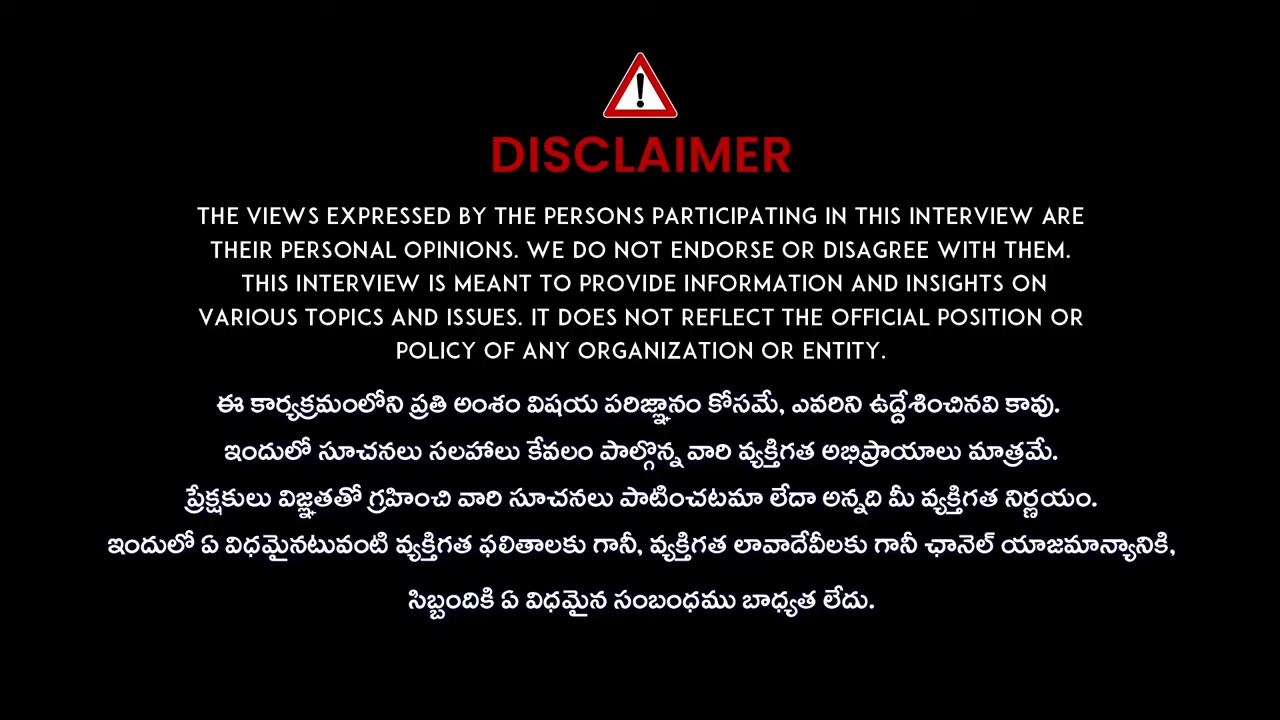 DISCLAIMER
THE VIEWS EXPRESSED BY THE PERSONS PARTICIPATING IN THIS INTERVIEW ARE
THEIR PERSONAL OPINIONS. WE DO NOT ENDORSE OR DISAGREE WITH THEM.
THIS INTERVIEW IS MEANT TO PROVIDE INFORMATION AND INSIGHTS ON
VARIOUS TOPICS AND ISSUES. IT DOES NOT REFLECT THE OFFICIAL POSITION OR
POLICY OF ANY ORGANIZATION OR ENTITY.
ఈ కార్యక్రమంలోని ప్రతి అంశం విషయ పరిజ్ఞానం కోసమే, ఎవరిని ఉద్దేశించినవి కావు.
ఇందులో సూచనలు సలహాలు కేవలం పాల్గొన్న వారి వ్యక్తిగత అభిప్రాయాలు మాత్రమే.
ప్రేక్షకులు విజ్ఞతతో గ్రహించి వారి సూచనలు పాటించటమా లేదా అన్నది మీ వ్యక్తిగత నిర్ణయం.
ఇందులో ఏ విధమైనటువంటి వ్యక్తిగత ఫలితాలకు గానీ, వ్యక్తిగత లావాదేవీలకు గానీ ఛానెల్ యాజమాన్యానికి,
సిబ్బందికి ఏ విధమైన సంబంధము బాధ్యత లేదు.